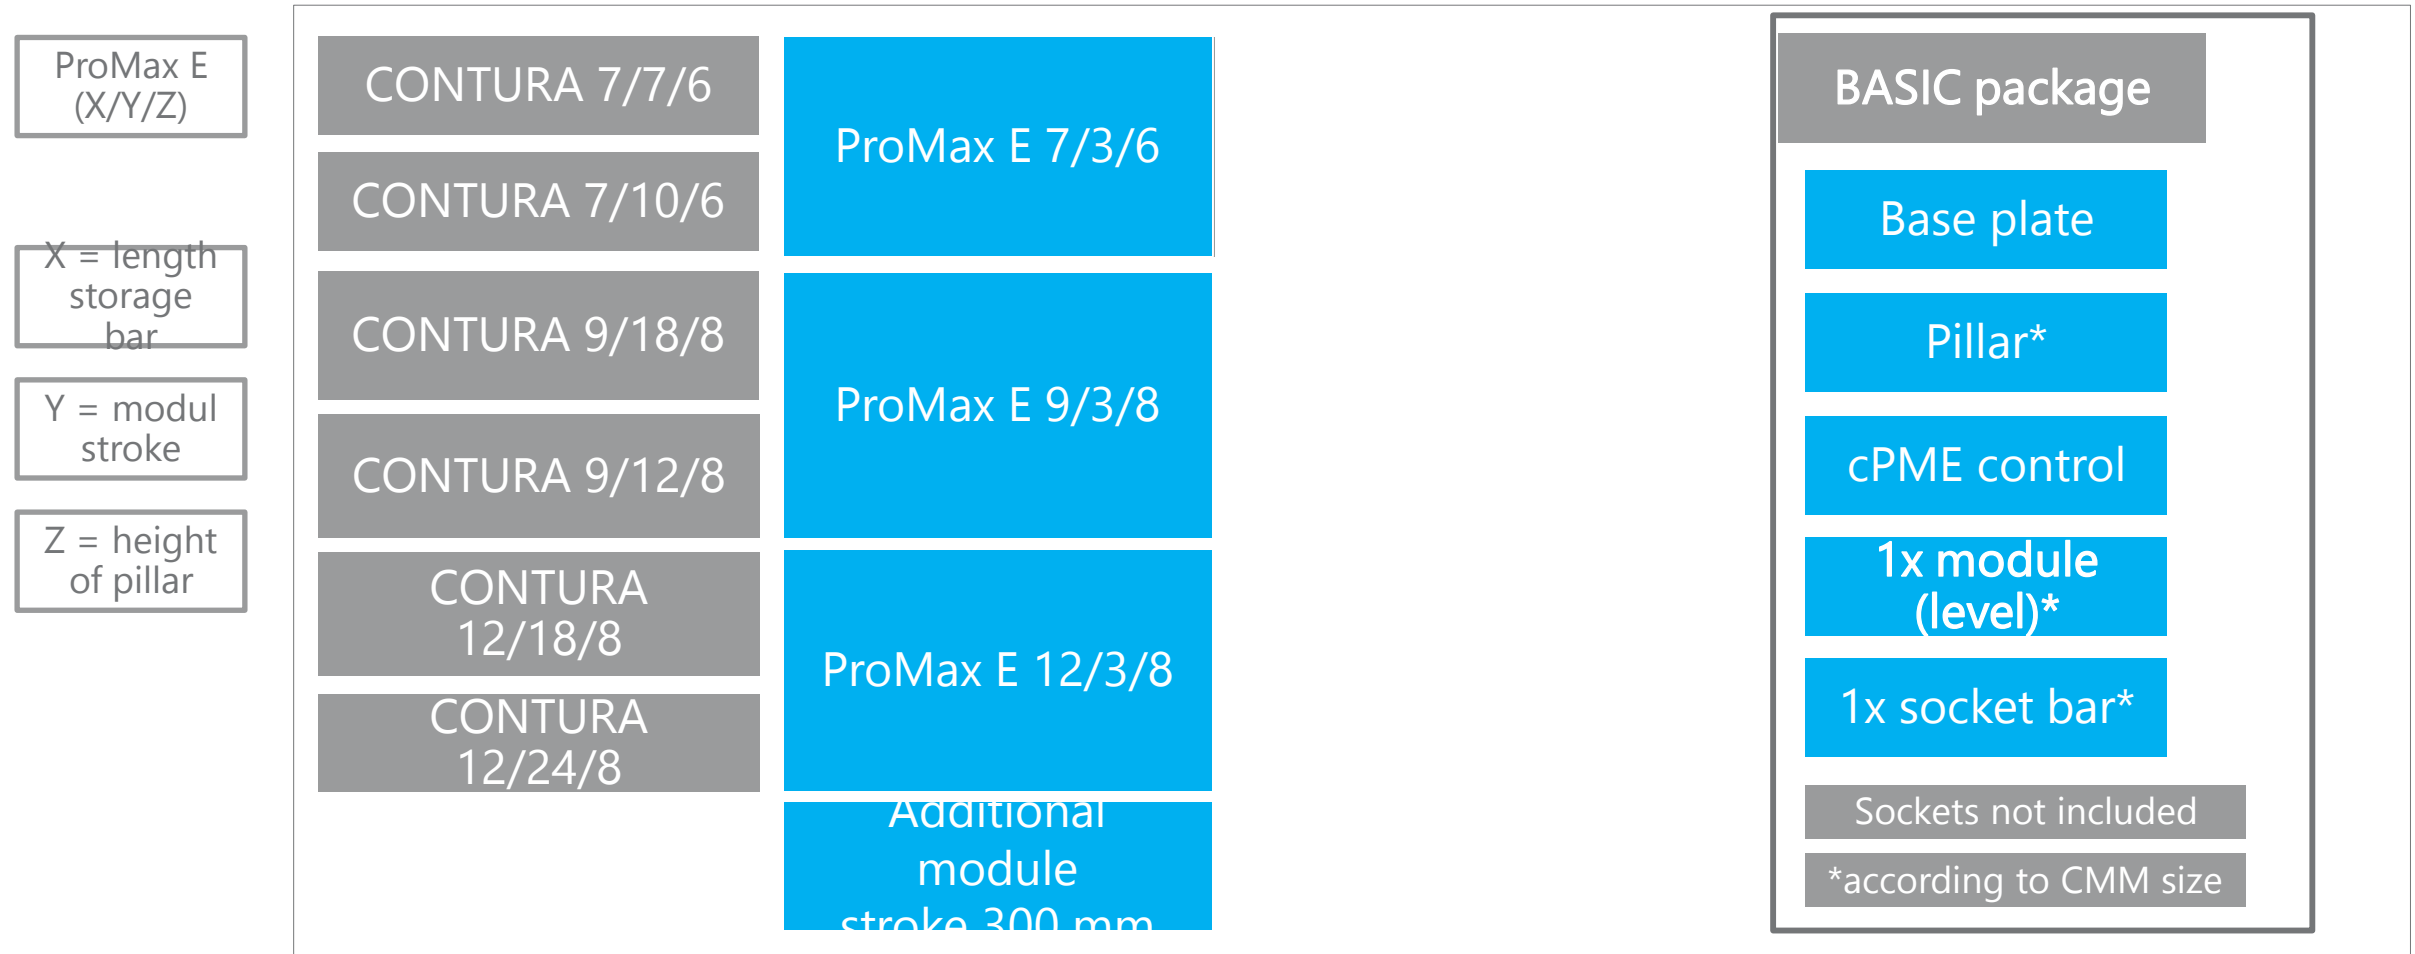 ProMax E
(X/Y/Z)
X = length
storage
bar
Y = modul
stroke
Z = height
of pillar
CONTURA 7/7/6
CONTURA 7/10/6
CONTURA 9/18/8
CONTURA 9/12/8
CONTURA
12/18/8
CONTURA
12/24/8
ProMax E 7/3/6
ProMax E 9/3/8
ProMax E 12/3/8
Additional
module
stroke 300 mm
BASIC package
Base plate
Pillar*
cPME control
1x module
(level)*
1x socket bar*
Sockets not included
*according to CMM size